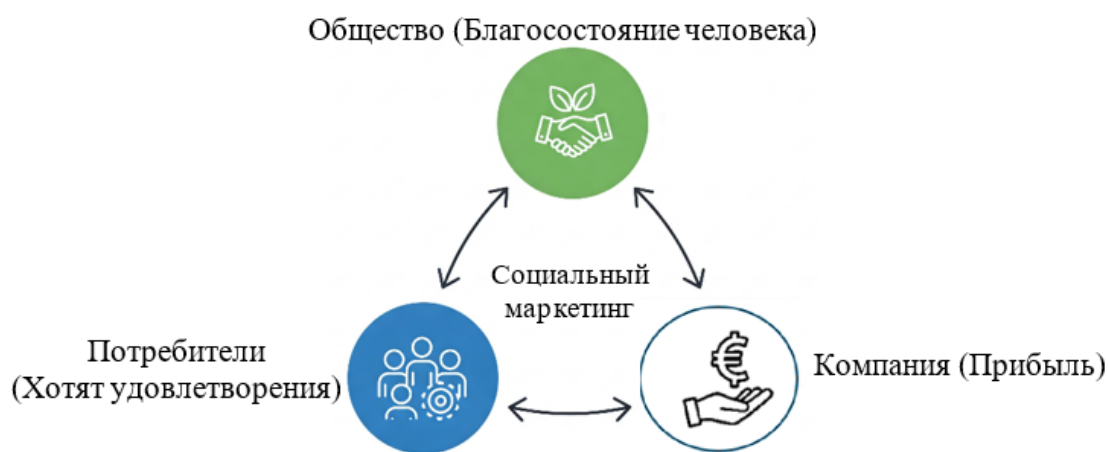 Общество (Благосостояние человека)
Социальный
маркетинг
Потребители
(Хотят удовлетворения)
Компания (Прибыль)